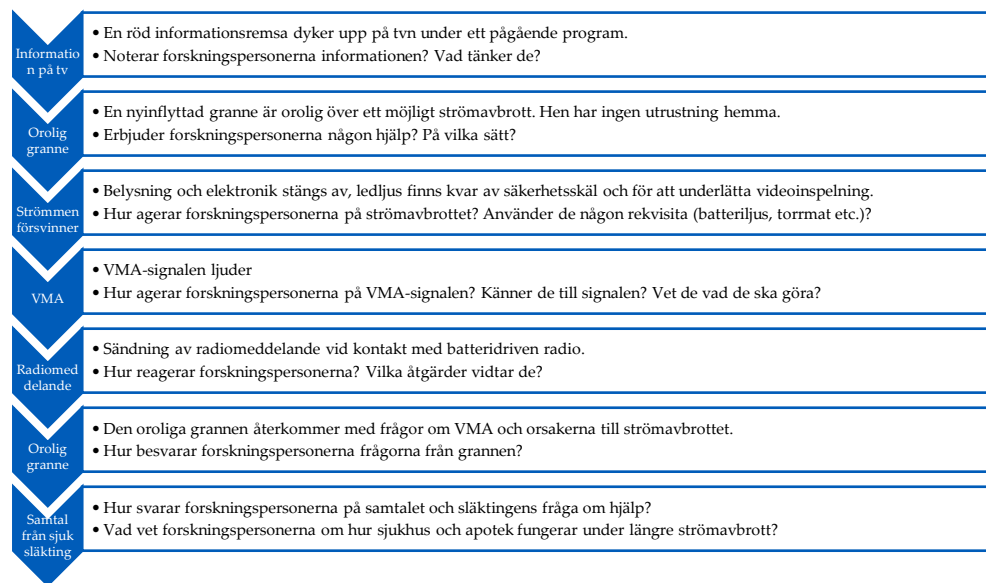 Informatio
n på tv
• En röd informationsremsa dyker upp på tvn under ett pågående program.
• Noterar forskningspersonerna informationen? Vad tänker de?
Orolig
granne
• En nyinflyttad granne är orolig över ett möjligt strömavbrott. Hen har ingen utrustning hemma.
• Erbjuder forskningspersonerna någon hjälp? På vilka sätt?
Strömmen
försvinner
• Belysning och elektronik stängs av, ledljus finns kvar av säkerhetsskäl och för att underlätta videoinspelning.
• Hur agerar forskningspersonerna på strömavbrottet? Använder de någon rekvisita (batteriljus, torrmat etc.)?
VMA
• VMA-signalen ljuder
• Hur agerar forskningspersonerna på VMA-signalen? Känner de till signalen? Vet de vad de ska göra?
Radiomed
delande
• Sändning av radiomeddelande vid kontakt med batteridriven radio.
• Hur reagerar forskningspersonerna? Vilka åtgärder vidtar de?
Orolig
granne
• Den oroliga grannen återkommer med frågor om VMA och orsakerna till strömavbrottet.
• Hur besvarar forskningspersonerna frågorna från grannen?
Samtal
från sjuk
släkting
• Hur svarar forskningspersonerna på samtalet och släktingens fråga om hjälp?
• Vad vet forskningspersonerna om hur sjukhus och apotek fungerar under längre strömavbrott?